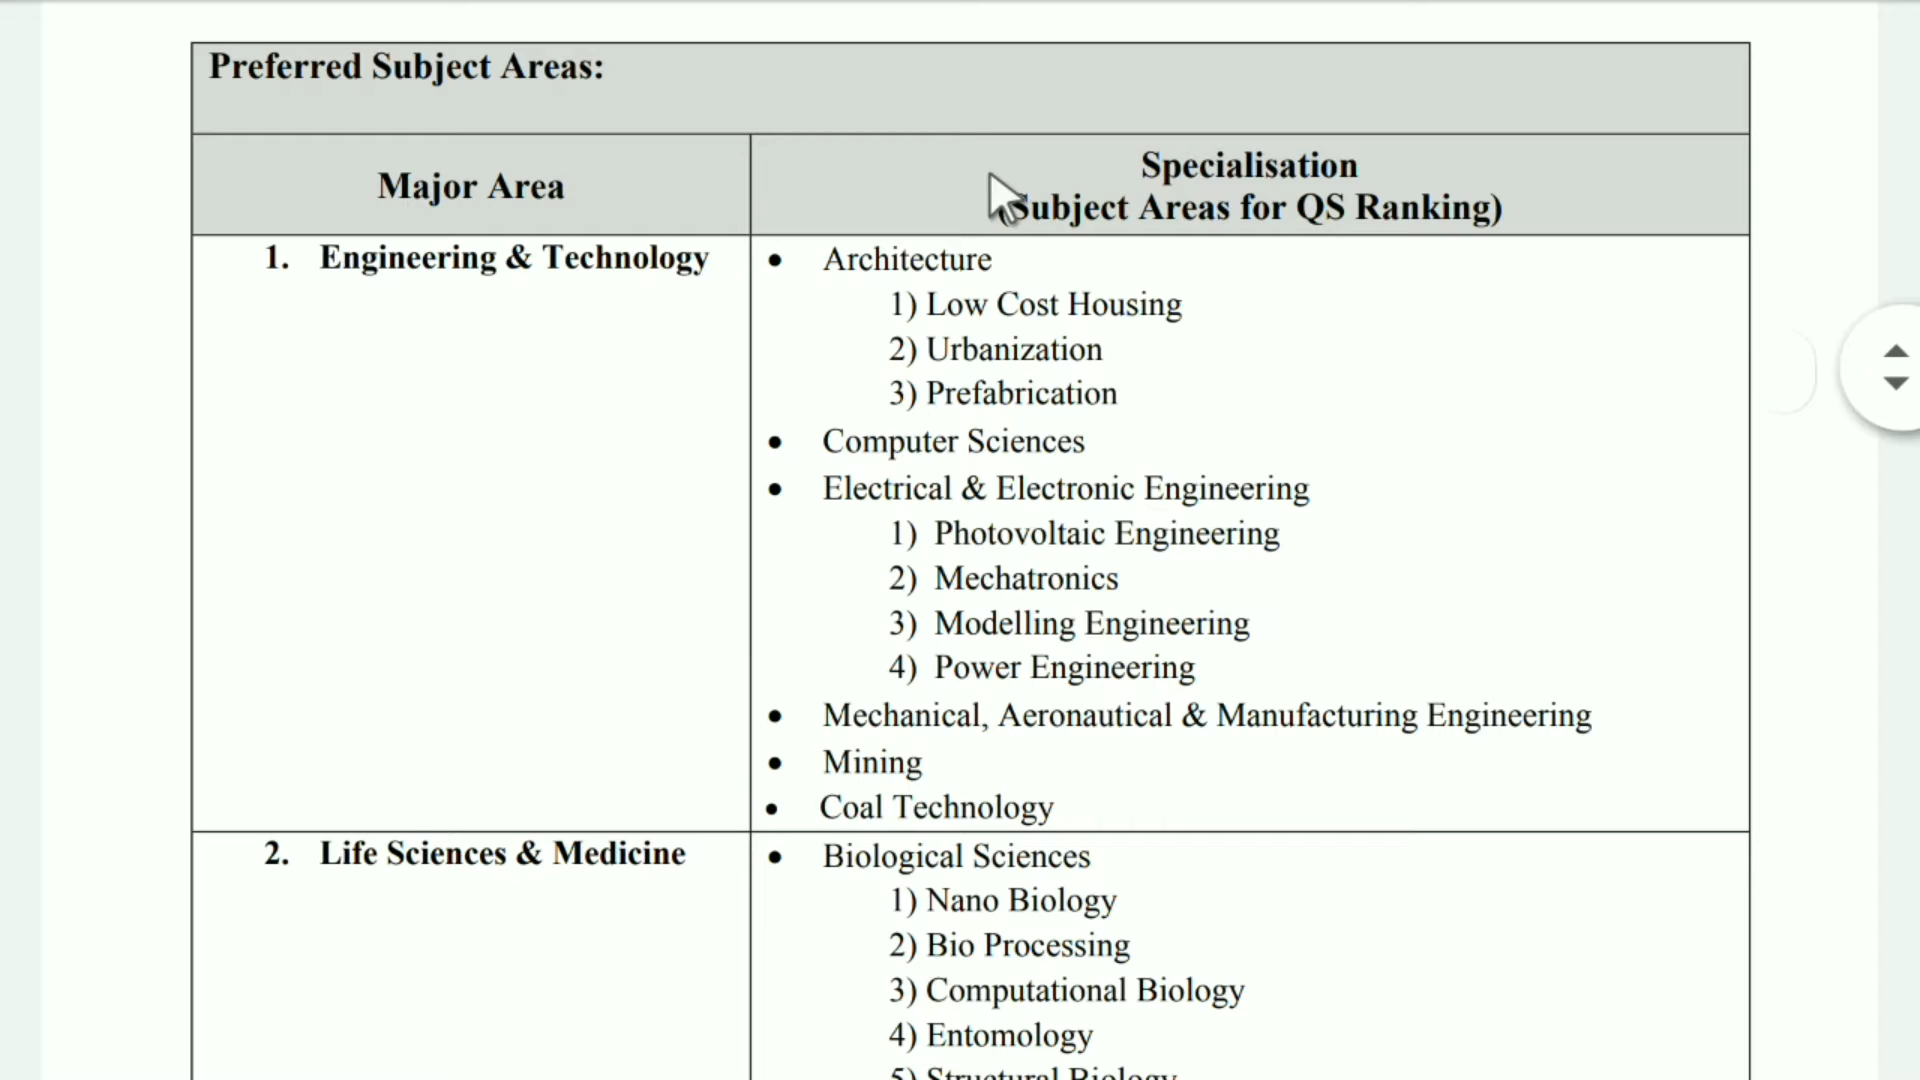 Preferred Subject Areas:
Major Area
Specialisation
(Subject Areas for QS Ranking)
1. Engineering & Technology
• Architecture
1) Low Cost Housing
2) Urbanization
3) Prefabrication
• Computer Sciences
• Electrical & Electronic Engineering
1) Photovoltaic Engineering
2) Mechatronics
3) Modelling Engineering
4) Power Engineering
• Mechanical, Aeronautical & Manufacturing Engineering
• Mining
• Coal Technology
2. Life Sciences & Medicine
• Biological Sciences
1) Nano Biology
2) Bio Processing
3) Computational Biology
4) Entomology
5) Structural Biology